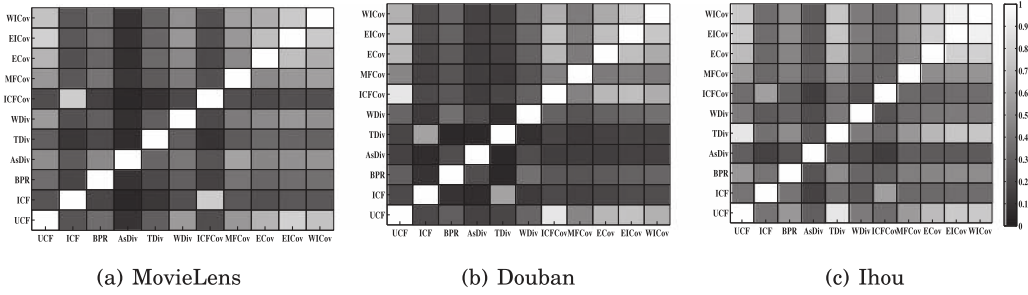 WICov
EICov
ECov
MFCov
ICFCov
WDiv
TDiv
AsDiv
BPR
ICF
UCF
UCF ICF BPR AsDiv TDiv WDiv ICFCov MFCov ECov EICov WICov
(a) MovieLens
WICov
EICov
ECov
MFCov
ICFCov
WDiv
TDiv
AsDiv
BPR
ICF
UCF
UCF ICF BPR AsDiv TDiv WDiv ICFCov MFCov ECov EICov WICov
(b) Douban
WICov
EICov
ECov
MFCov
ICFCov
WDiv
TDiv
AsDiv
BPR
ICF
UCF
UCF ICF BPR AsDiv TDiv WDiv ICFCov MFCov ECov EICov WICov
(c) Ihou
1
0.9
0.8
0.7
0.6
0.5
0.4
0.3
0.2
0.1
0